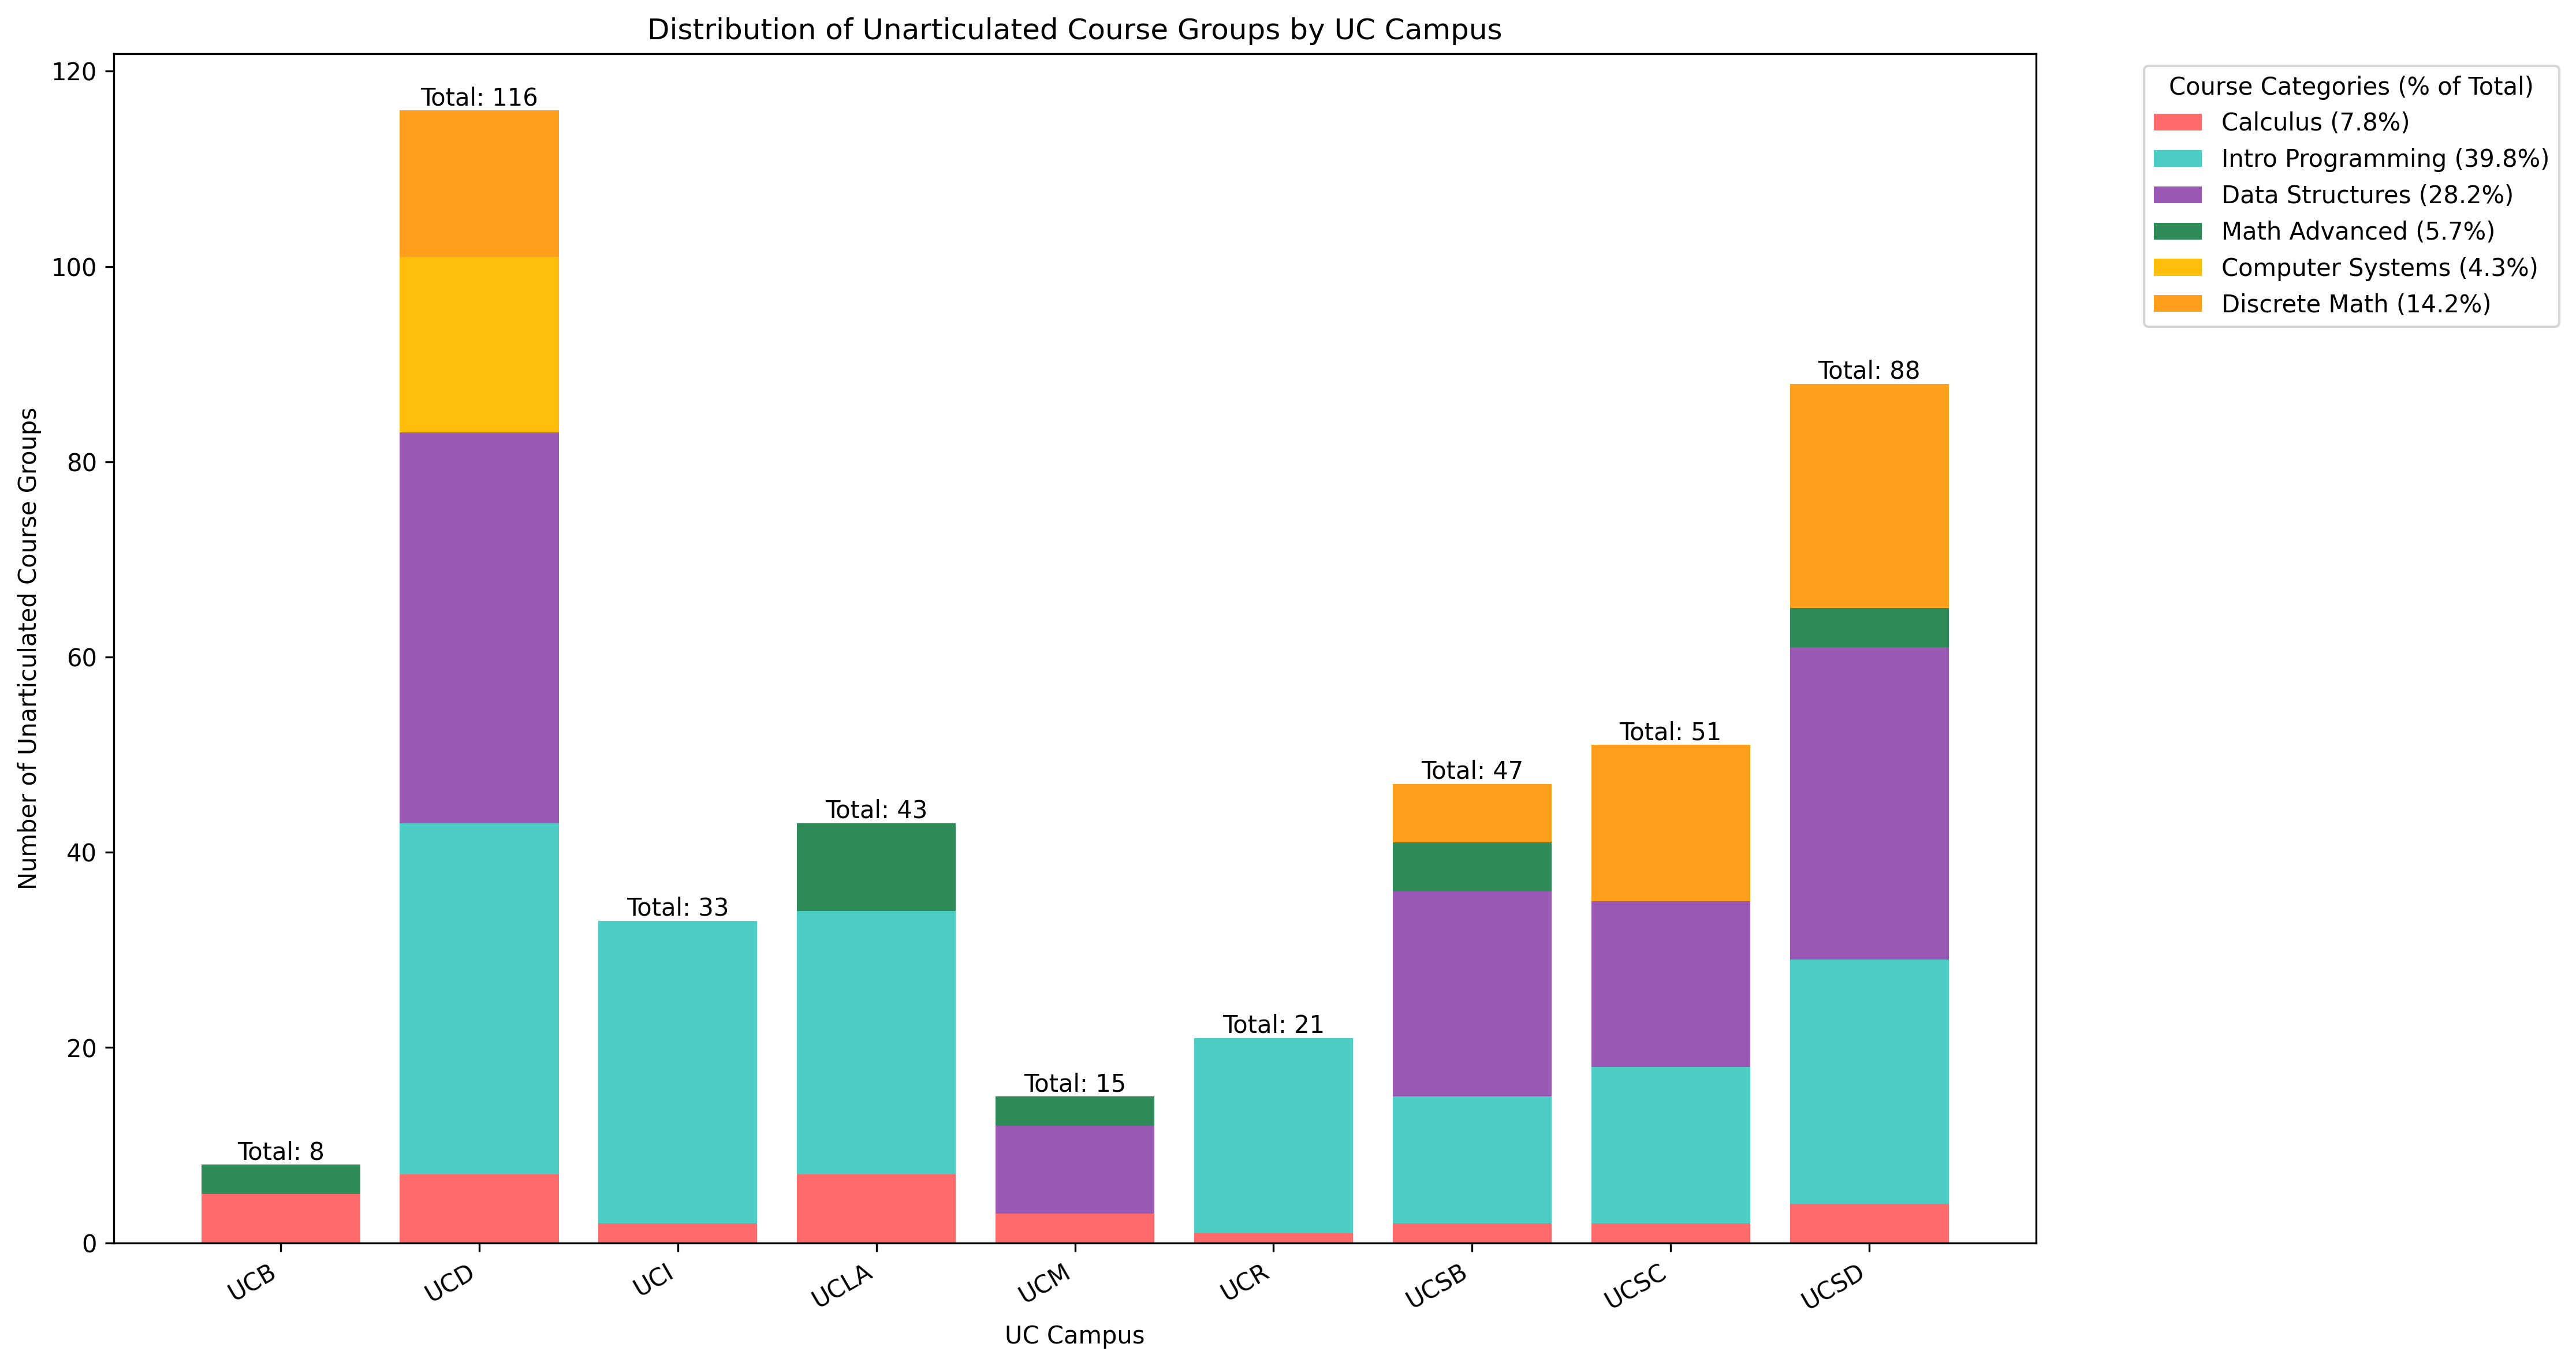 Distribution of Unarticulated Course Groups by UC Campus
Number of Unarticulated Course Groups
120
100
80
60
40
20
0
Total: 8
Total: 116
Total: 33
Total: 43
Total: 15
Total: 21
Total: 47
Total: 51
Total: 88
UCB
UCD
UCI
UCLA
UCM
UCR
UCSB
UCSC
UCSD
UC Campus
Course Categories (% of Total)
Calculus (7.8%)
Intro Programming (39.8%)
Data Structures (28.2%)
Math Advanced (5.7%)
Computer Systems (4.3%)
Discrete Math (14.2%)